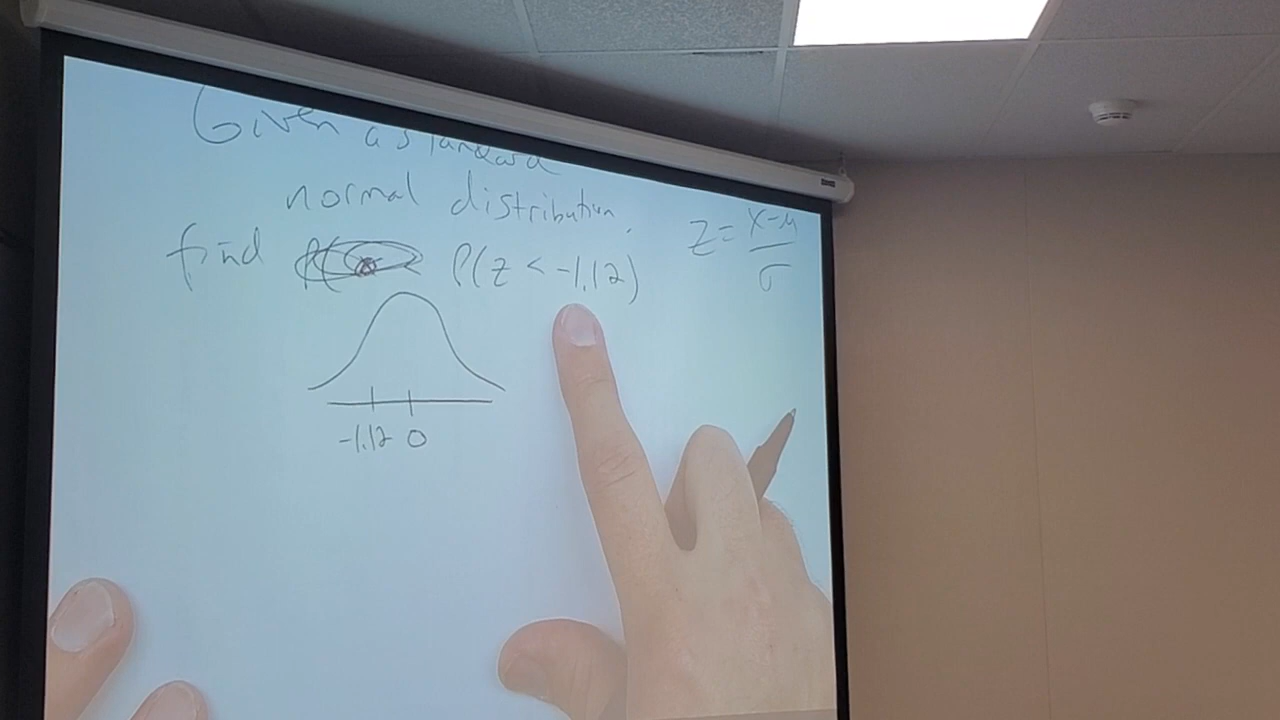 Given a standard
normal distribution,
find P(z < -1.12)
z = x-μ
σ
-1.12 0